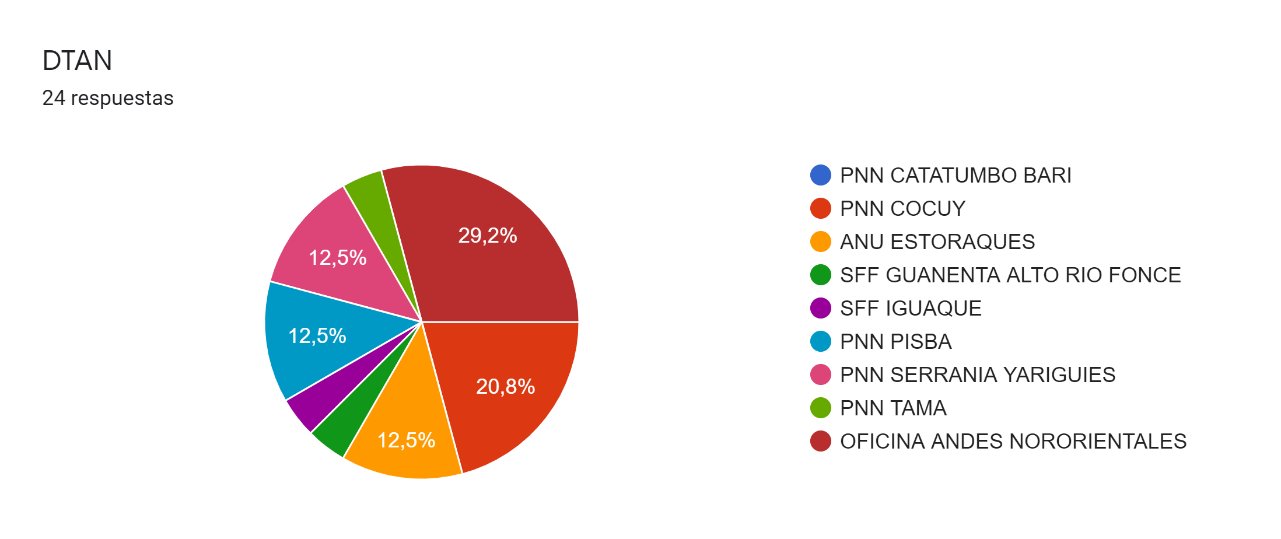 DTAN
24 respuestas
29,2%
12,5%
12,5%
20,8%
12,5%
PNN CATATUMBO BARI
PNN COCUY
ANU ESTORAQUES
SFF GUANENTA ALTO RIO FONCE
SFF IGUAQUE
PNN PISBA
PNN SERRANIA YARIGUIES
PNN TAMA
OFICINA ANDES NORORIENTALES